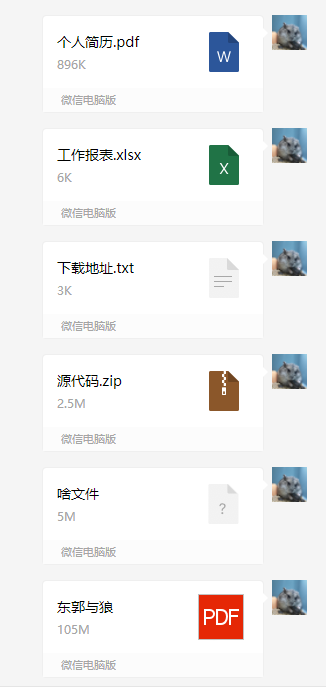 个人简历.pdf
896K
W
微信电脑版
工作报表.xlsx
6K
X
微信电脑版
下载地址.txt
3K
微信电脑版
源代码.zip
2.5M
微信电脑版
啥文件
5M
?
微信电脑版
东郭与狼
105M
PDF
微信电脑版